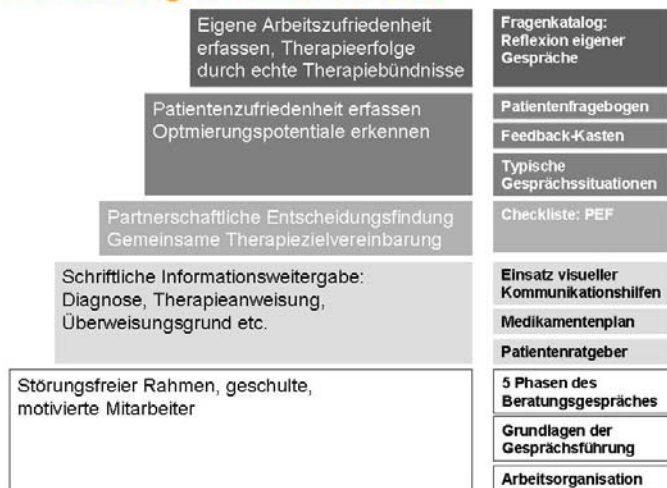 Eigene Arbeitszufriedenheit
erfassen, Therapieerfolge
durch echte Therapiebündnisse
Fragenkatalog:
Reflexion eigener
Gespräche
Patientenzufriedenheit erfassen
Optmierungspotentiale erkennen
Patientenfragebogen
Feedback-Kasten
Typische
Gesprächssituationen
Partnerschaftliche Entscheidungsfindung
Gemeinsame Therapiezielvereinbarung
Checkliste: PEF
Schriftliche Informationsweitergabe:
Diagnose, Therapieanweisung,
Überweisungsgrund etc.
Einsatz visueller
Kommunikationshilfen
Medikamentenplan
Patientenratgeber
Störungsfreier Rahmen, geschulte,
motivierte Mitarbeiter
5 Phasen des
Beratungsgespräches
Grundlagen der
Gesprächsführung
Arbeitsorganisation